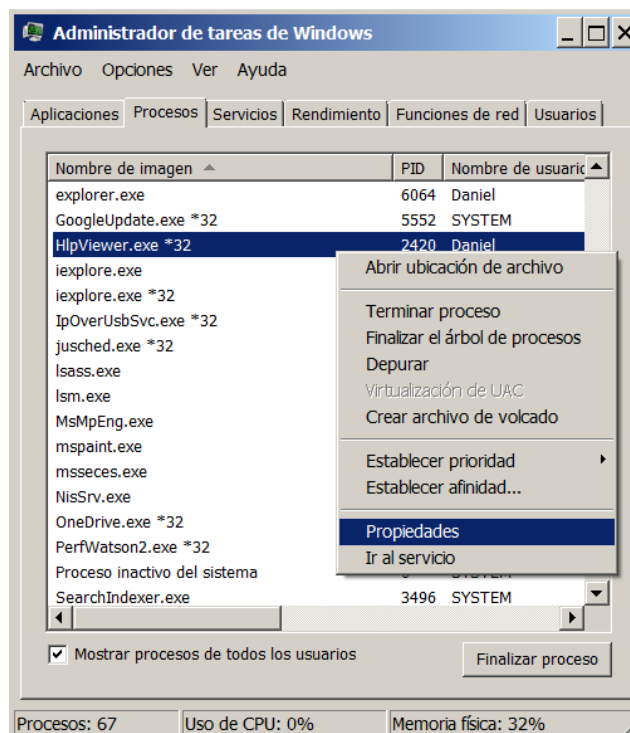 Administrador de tareas de Windows
Archivo Opciones Ver Ayuda
Aplicaciones Procesos Servicios Rendimiento Funciones de red Usuarios
Nombre de imagen PID Nombre de usuario
explorer.exe 6064 Daniel
GoogleUpdate.exe *32 5552 SYSTEM
HlpViewer.exe *32 2420 Daniel
iexplore.exe
iexplore.exe *32
IpOverUsbSvc.exe *32
jusched.exe *32
lsass.exe
lsm.exe
MsMpEng.exe
mspaint.exe
msseces.exe
NisSrv.exe
OneDrive.exe *32
PerfWatson2.exe *32
Proceso inactivo del sistema
SearchIndexer.exe 3496 SYSTEM
Abrir ubicación de archivo
Terminar proceso
Finalizar el árbol de procesos
Depurar
Virtualización de UAC
Crear archivo de volcado
Establecer prioridad
Establecer afinidad...
Propiedades
Ir al servicio
Mostrar procesos de todos los usuarios
Finalizar proceso
Procesos: 67 Uso de CPU: 0% Memoria física: 32%